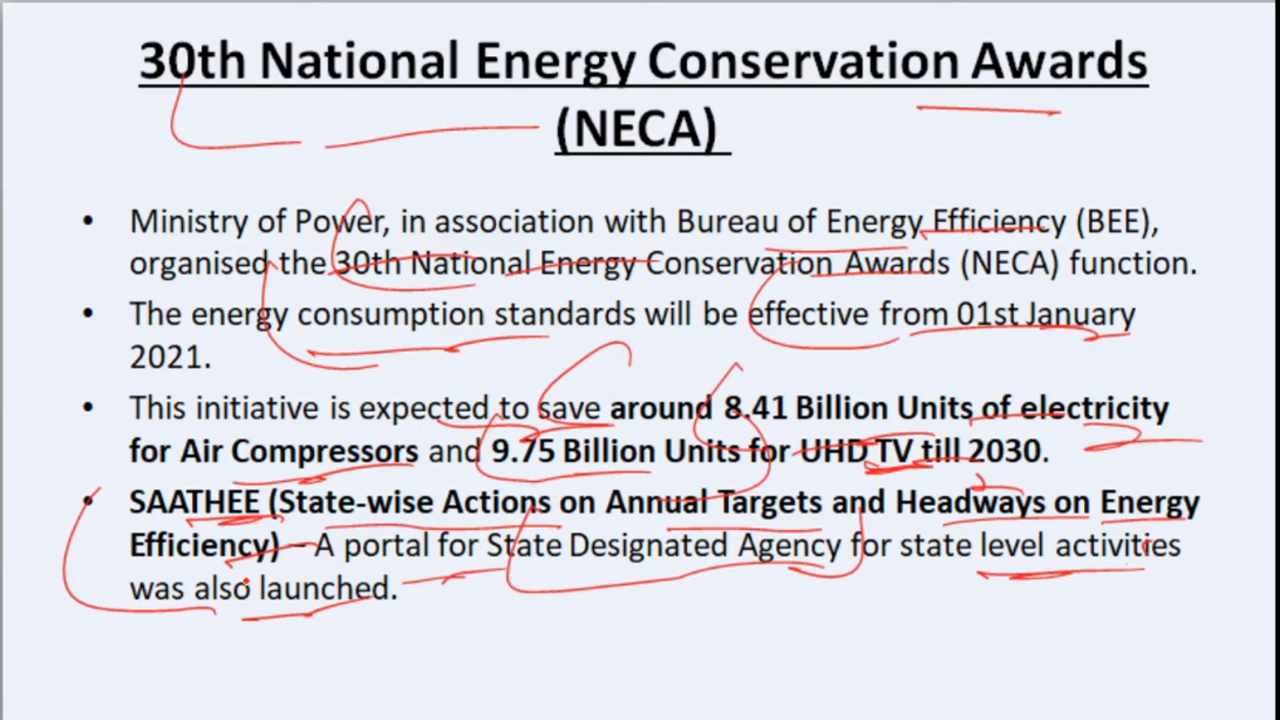 30th National Energy Conservation Awards
(NECA)
• Ministry of Power, in association with Bureau of Energy Efficiency (BEE),
organised the 30th National Energy Conservation Awards (NECA) function.
• The energy consumption standards will be effective from 01st January
2021.
• This initiative is expected to save around 8.41 Billion Units of electricity
for Air Compressors and 9.75 Billion Units for UHD TV till 2030.
• SAATHEE (State-wise Actions on Annual Targets and Headways on Energy
Efficiency) – A portal for State Designated Agency for state level activities
was also launched.